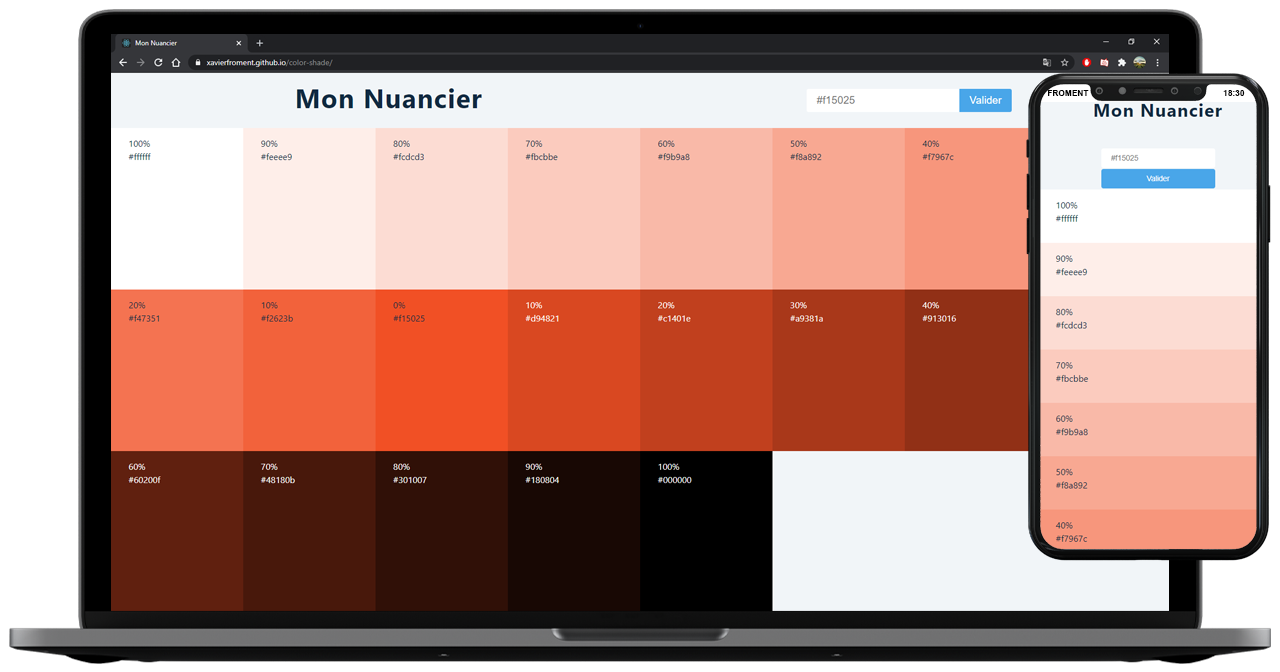 Mon Nuancier
xavierfroment.github.io/color-shade/
Mon Nuancier
#f15025
Valider
100%
#ffffff
90%
#feeee9
80%
#fcdcd3
70%
#fbcbbe
60%
#f9b9a8
50%
#f8a892
40%
#f7967c
20%
#f47351
10%
#f2623b
0%
#f15025
10%
#d94821
20%
#c1401e
30%
#a9381a
40%
#913016
60%
#60200f
70%
#48180b
80%
#301007
90%
#180804
100%
#000000
FROMENT
18:30
Mon Nuancier
#f15025
Valider
100%
#ffffff
90%
#feeee9
80%
#fcdcd3
70%
#fbcbbe
60%
#f9b9a8
50%
#f8a892
40%
#f7967c